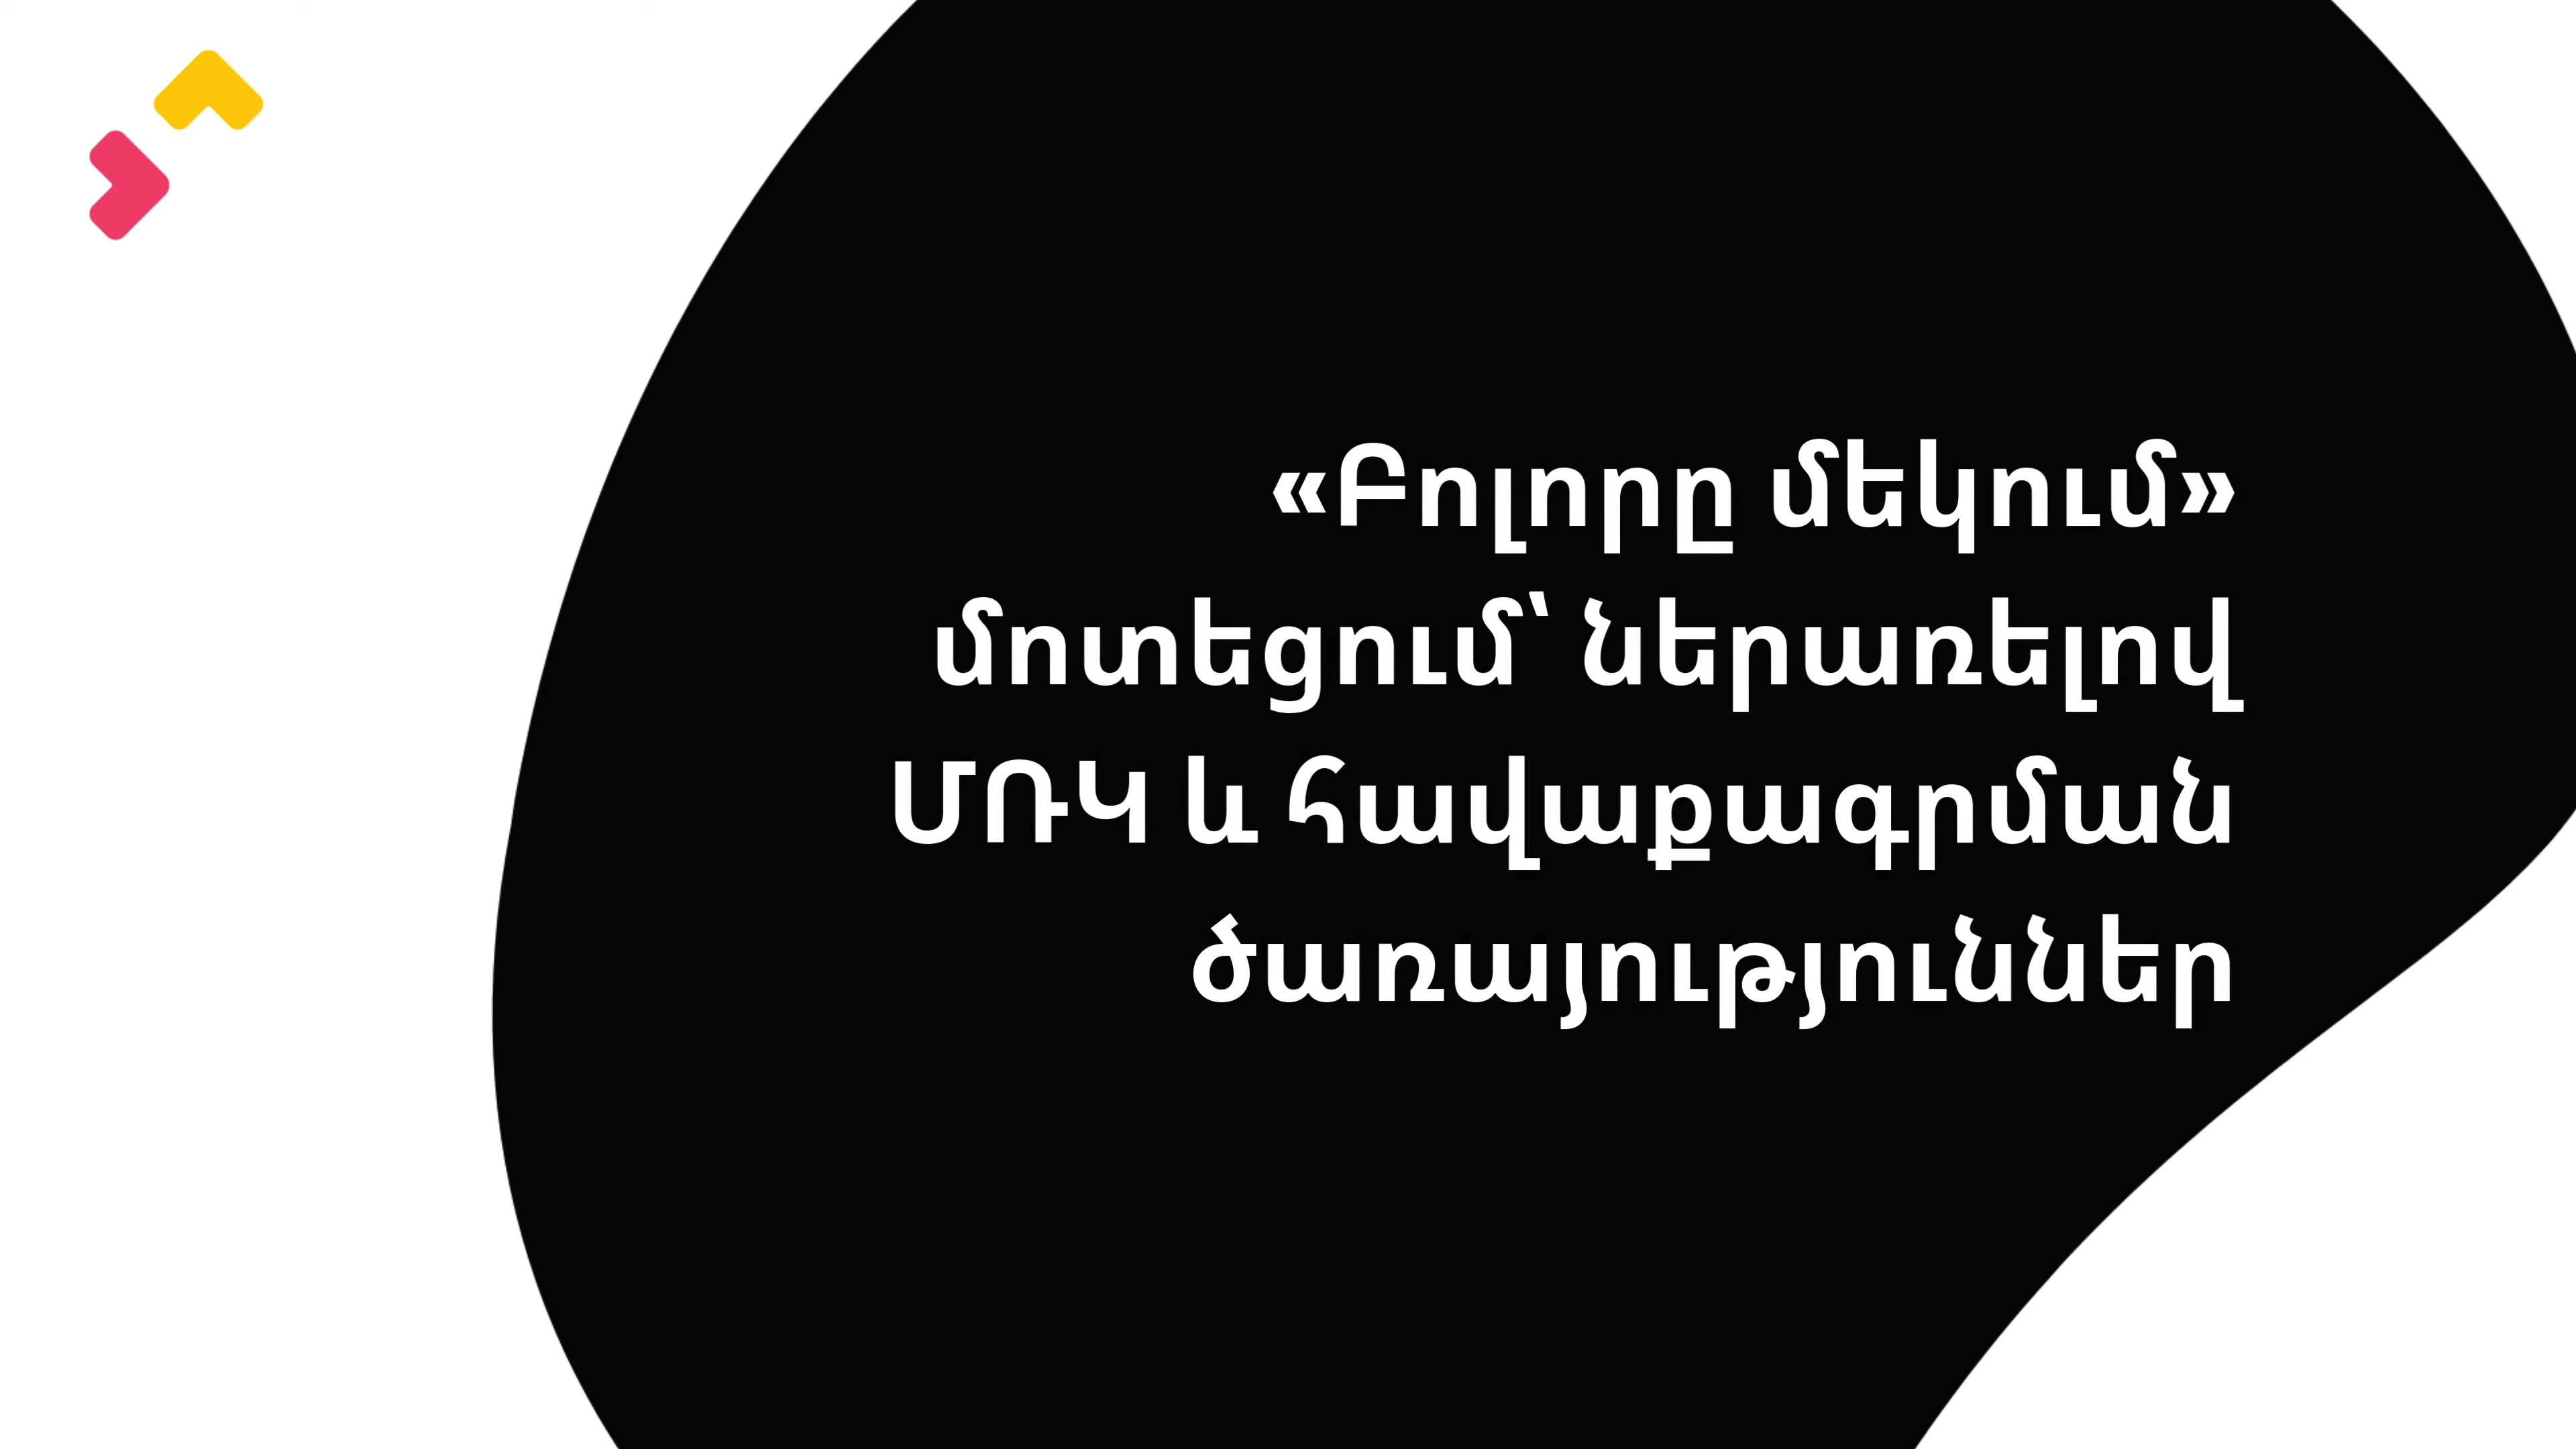 «Բոլորը մեկում»
մոտեցում՝ ներառելով
ՄՌԿ և հավաքագրման
ծառայություններ